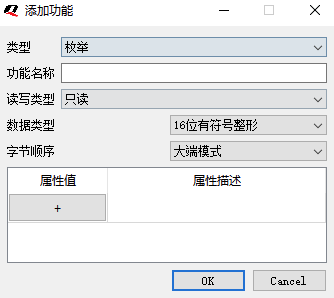 添加功能
类型 枚举
功能名称
读写类型 只读
数据类型 16位有符号整形
字节顺序 大端模式
属性值 属性描述
+
OK Cancel